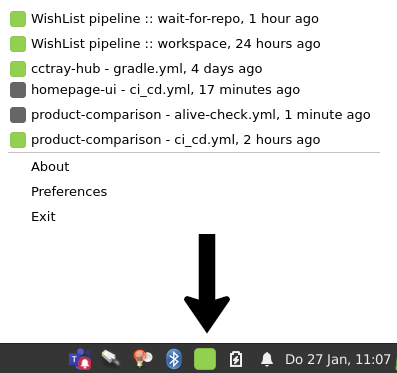 WishList pipeline :: wait-for-repo, 1 hour ago
WishList pipeline :: workspace, 24 hours ago
cctray-hub - gradle.yml, 4 days ago
homepage-ui - ci_cd.yml, 17 minutes ago
product-comparison - alive-check.yml, 1 minute ago
product-comparison - ci_cd.yml, 2 hours ago
About
Preferences
Exit
Do 27 Jan, 11:07